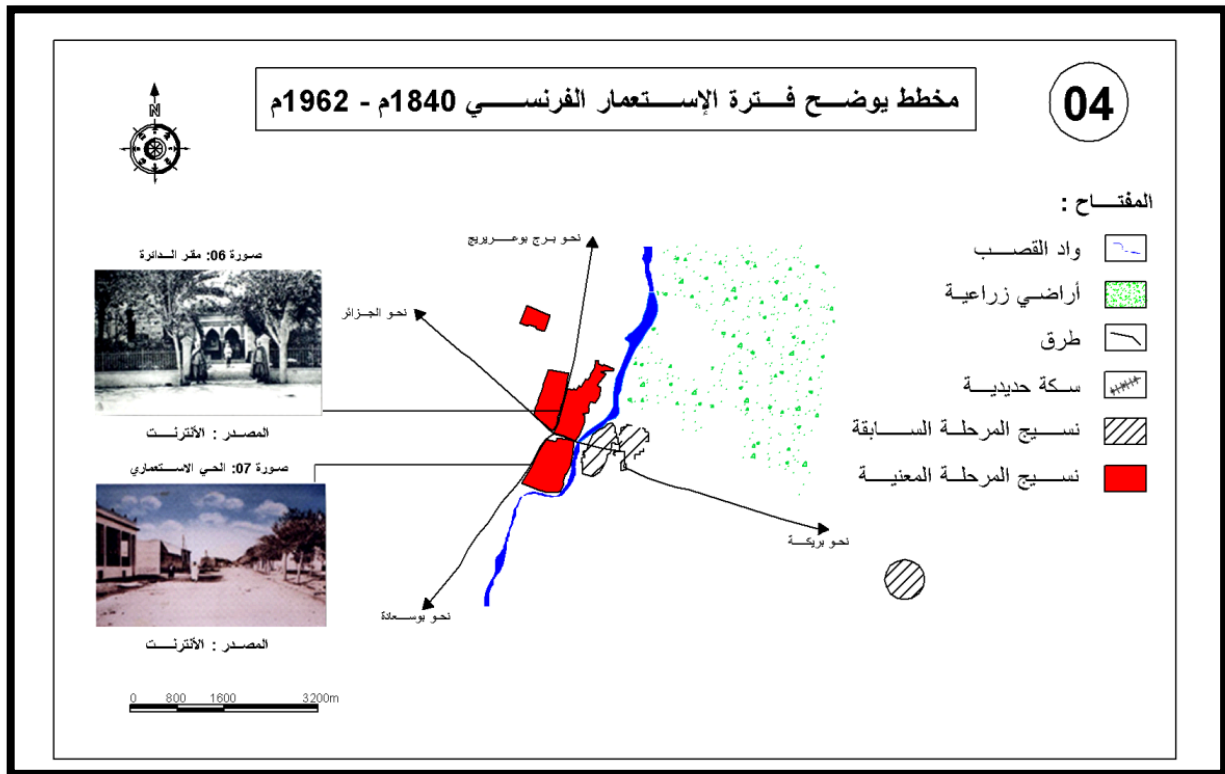 04
مخطط يوضح فترة الإستعمار الفرنسي 1840م - 1962م
N
المفتاح :
واد القصب
أراضي زراعية
طرق
سكة حديدية
نسيج المرحلة السابقة
نسيج المرحلة المعنية
نحو برج بوعريريج
نحو الجزائر
نحو بريكة
نحو بوسعادة
صورة 06: مقر الدائرة
المصدر : الأنترنت
صورة 07: الحي الاستعماري
المصدر : الأنترنت
0 800 1600 3200m